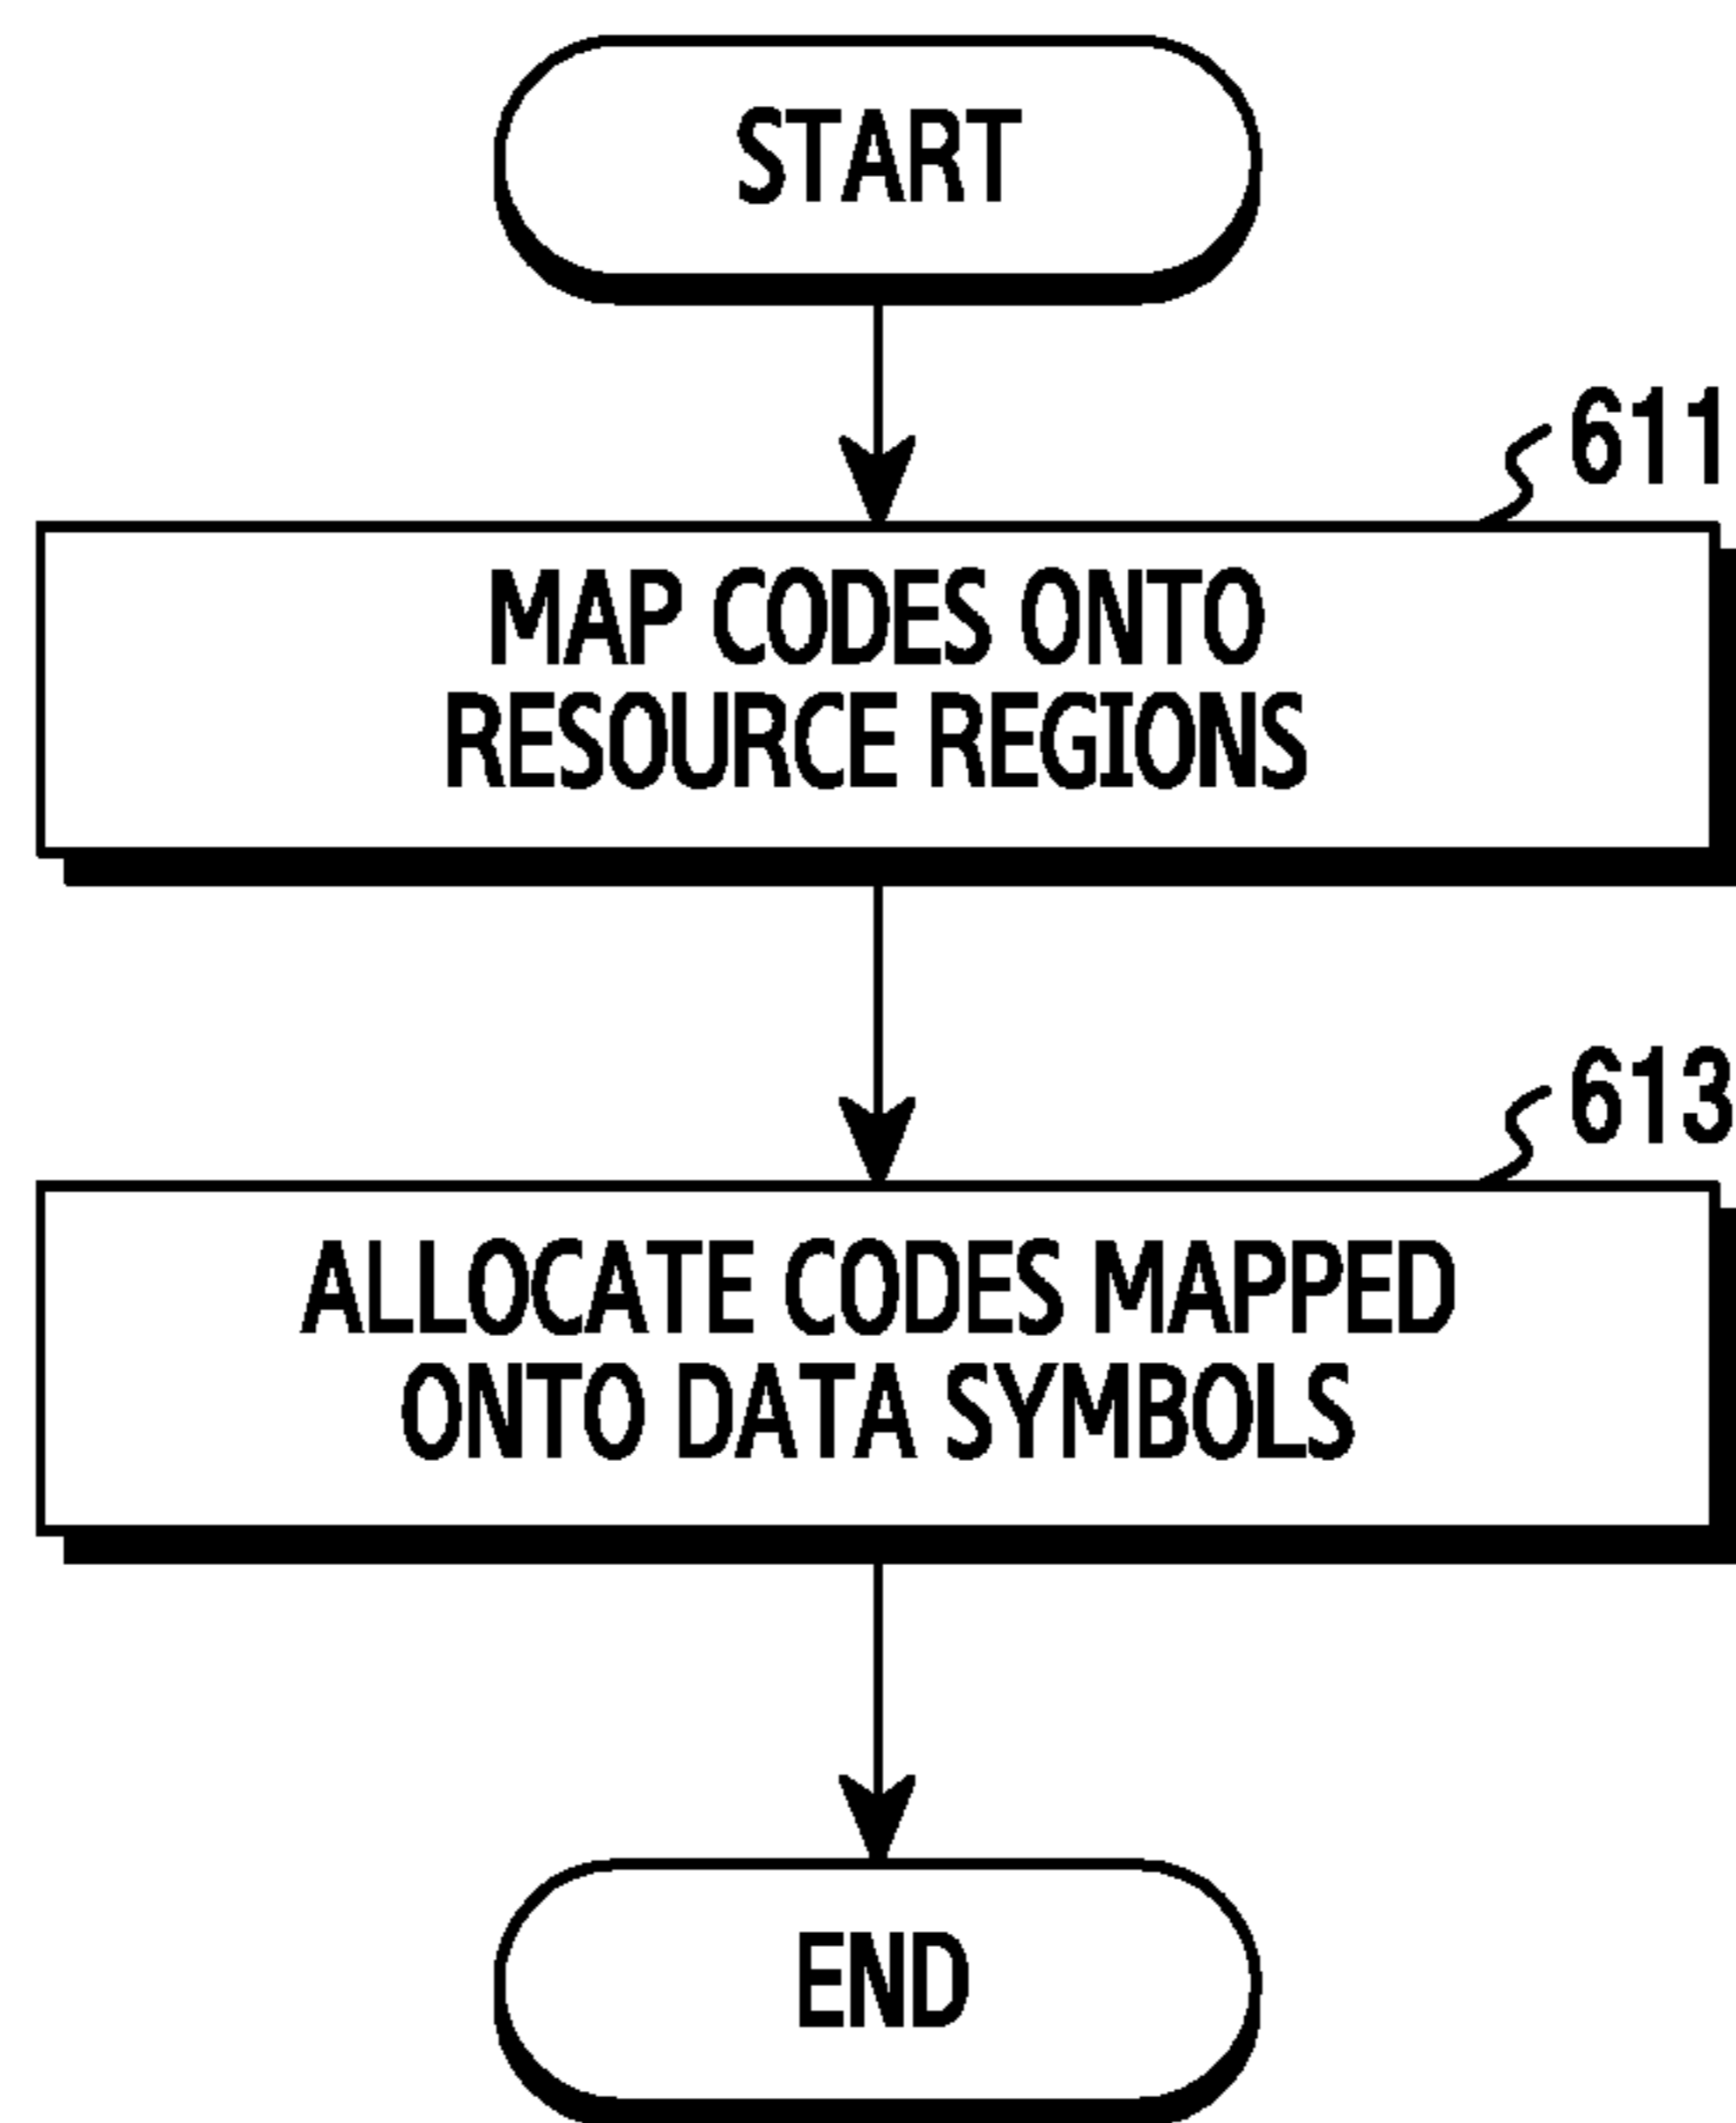 START
611
MAP CODES ONTO
RESOURCE REGIONS
613
ALLOCATE CODES MAPPED
ONTO DATA SYMBOLS
END